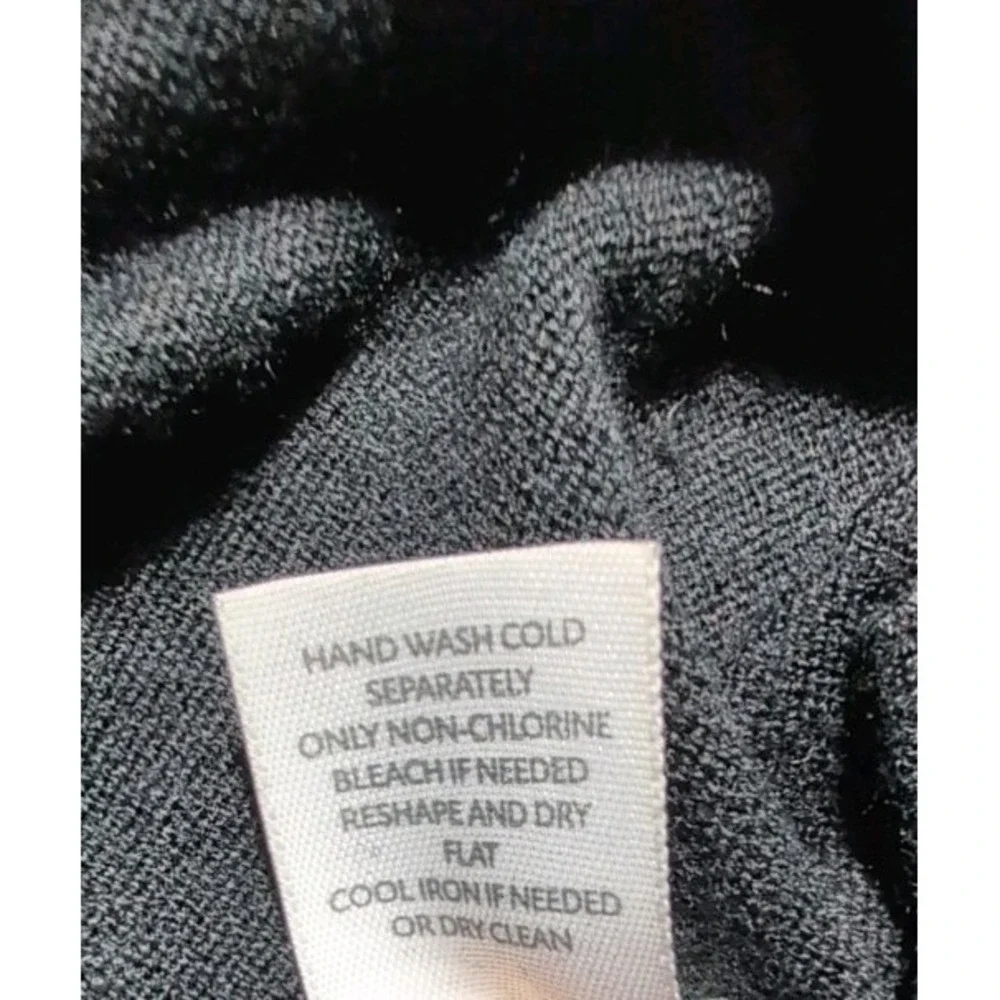 HAND WASH COLD
SEPARATELY
ONLY NON-CHLORINE
BLEACH IF NEEDED
RESHAPE AND DRY
FLAT
COOL IRON IF NEEDED
OR DRY CLEAN